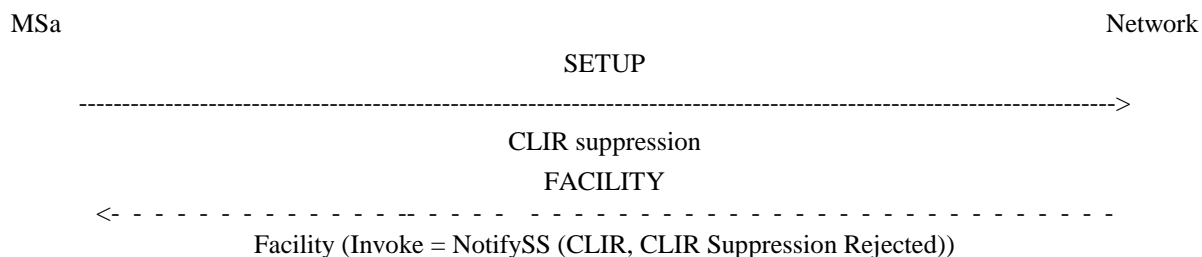 MSa Network
SETUP
------------------------------------------------------------------------------------------------------------------------>
CLIR suppression
FACILITY
<- - - - - - - - - - - - - - -- - - - - - - - - - - - - - - - - - - - - - - - - - - - - - - - -
Facility (Invoke = NotifySS (CLIR, CLIR Suppression Rejected))